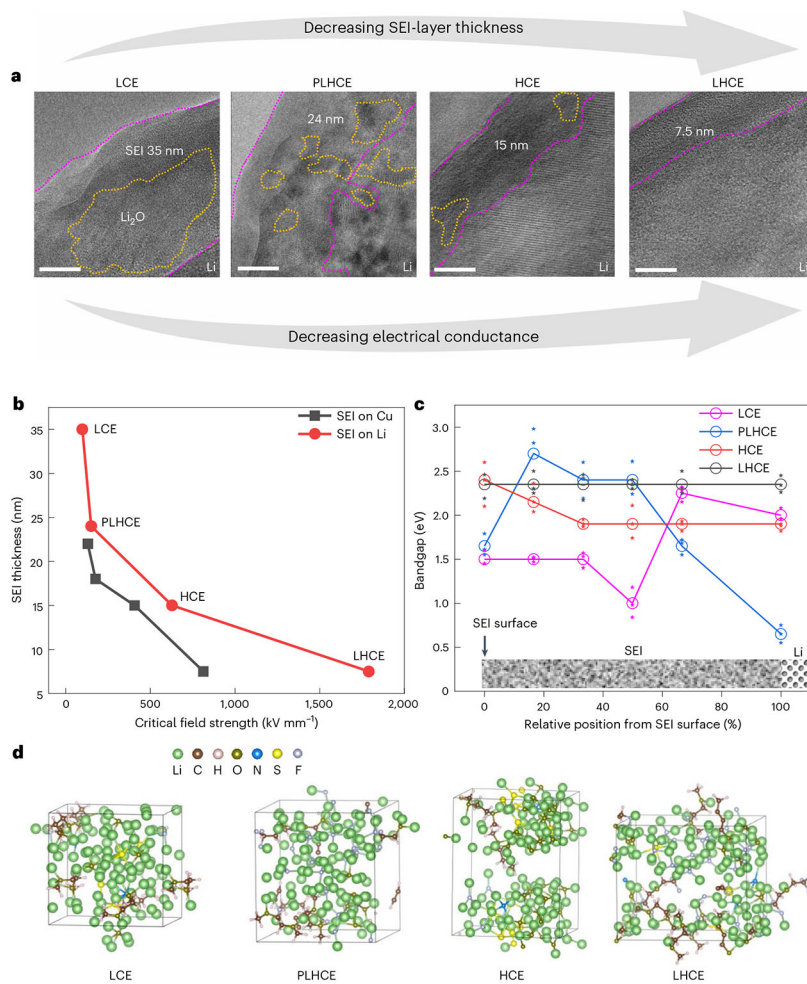 Decreasing SEI-layer thickness
a
LCE
PLHCE
HCE
LHCE
SEI 35 nm
Li₂O
Li
24 nm
Li
15 nm
Li
7.5 nm
Li
Decreasing electrical conductance
b
SEI thickness (nm)
35
30
25
20
15
10
5
SEI on Cu
SEI on Li
LCE
PLHCE
HCE
LHCE
0
500
1,000
1,500
2,000
Critical field strength (kV mm⁻¹)
c
Bandgap (eV)
3.0
2.5
2.0
1.5
1.0
0.5
0
LCE
PLHCE
HCE
LHCE
SEI surface
SEI
Li
0
20
40
60
80
100
Relative position from SEI surface (%)
d
Li C H O N S F
LCE
PLHCE
HCE
LHCE